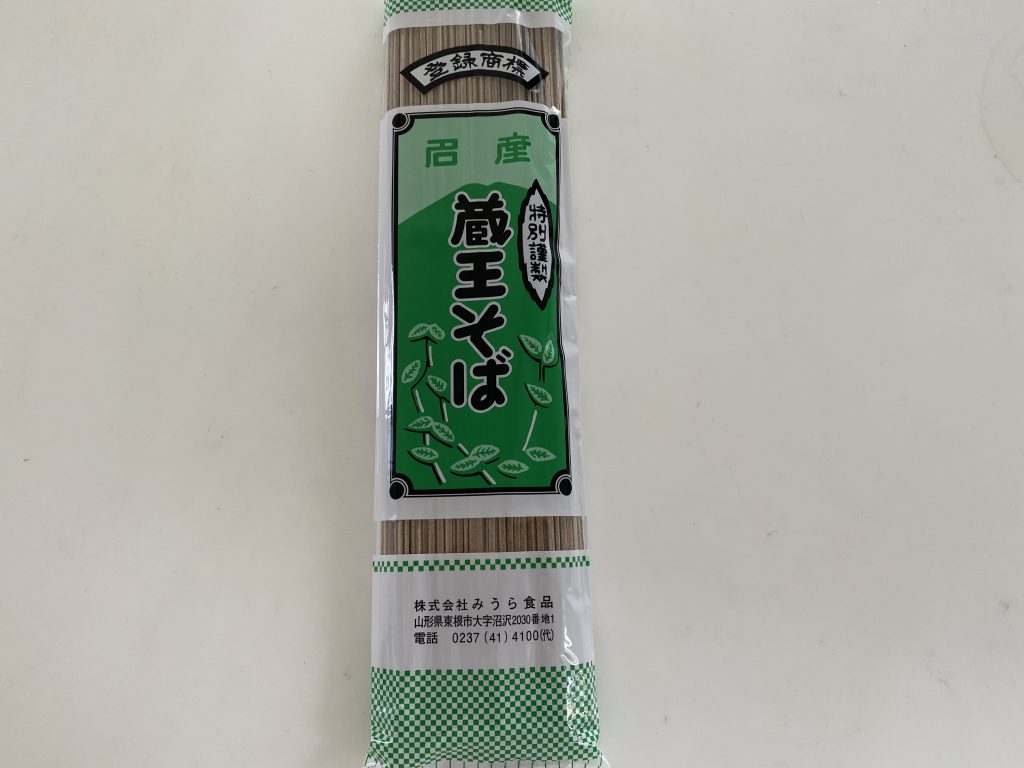 登録商標
名産
特別謹製
蔵王そば
株式会社みうら食品
山形県東根市大字沼沢2030番地1
電話 0237(41)4100(代)